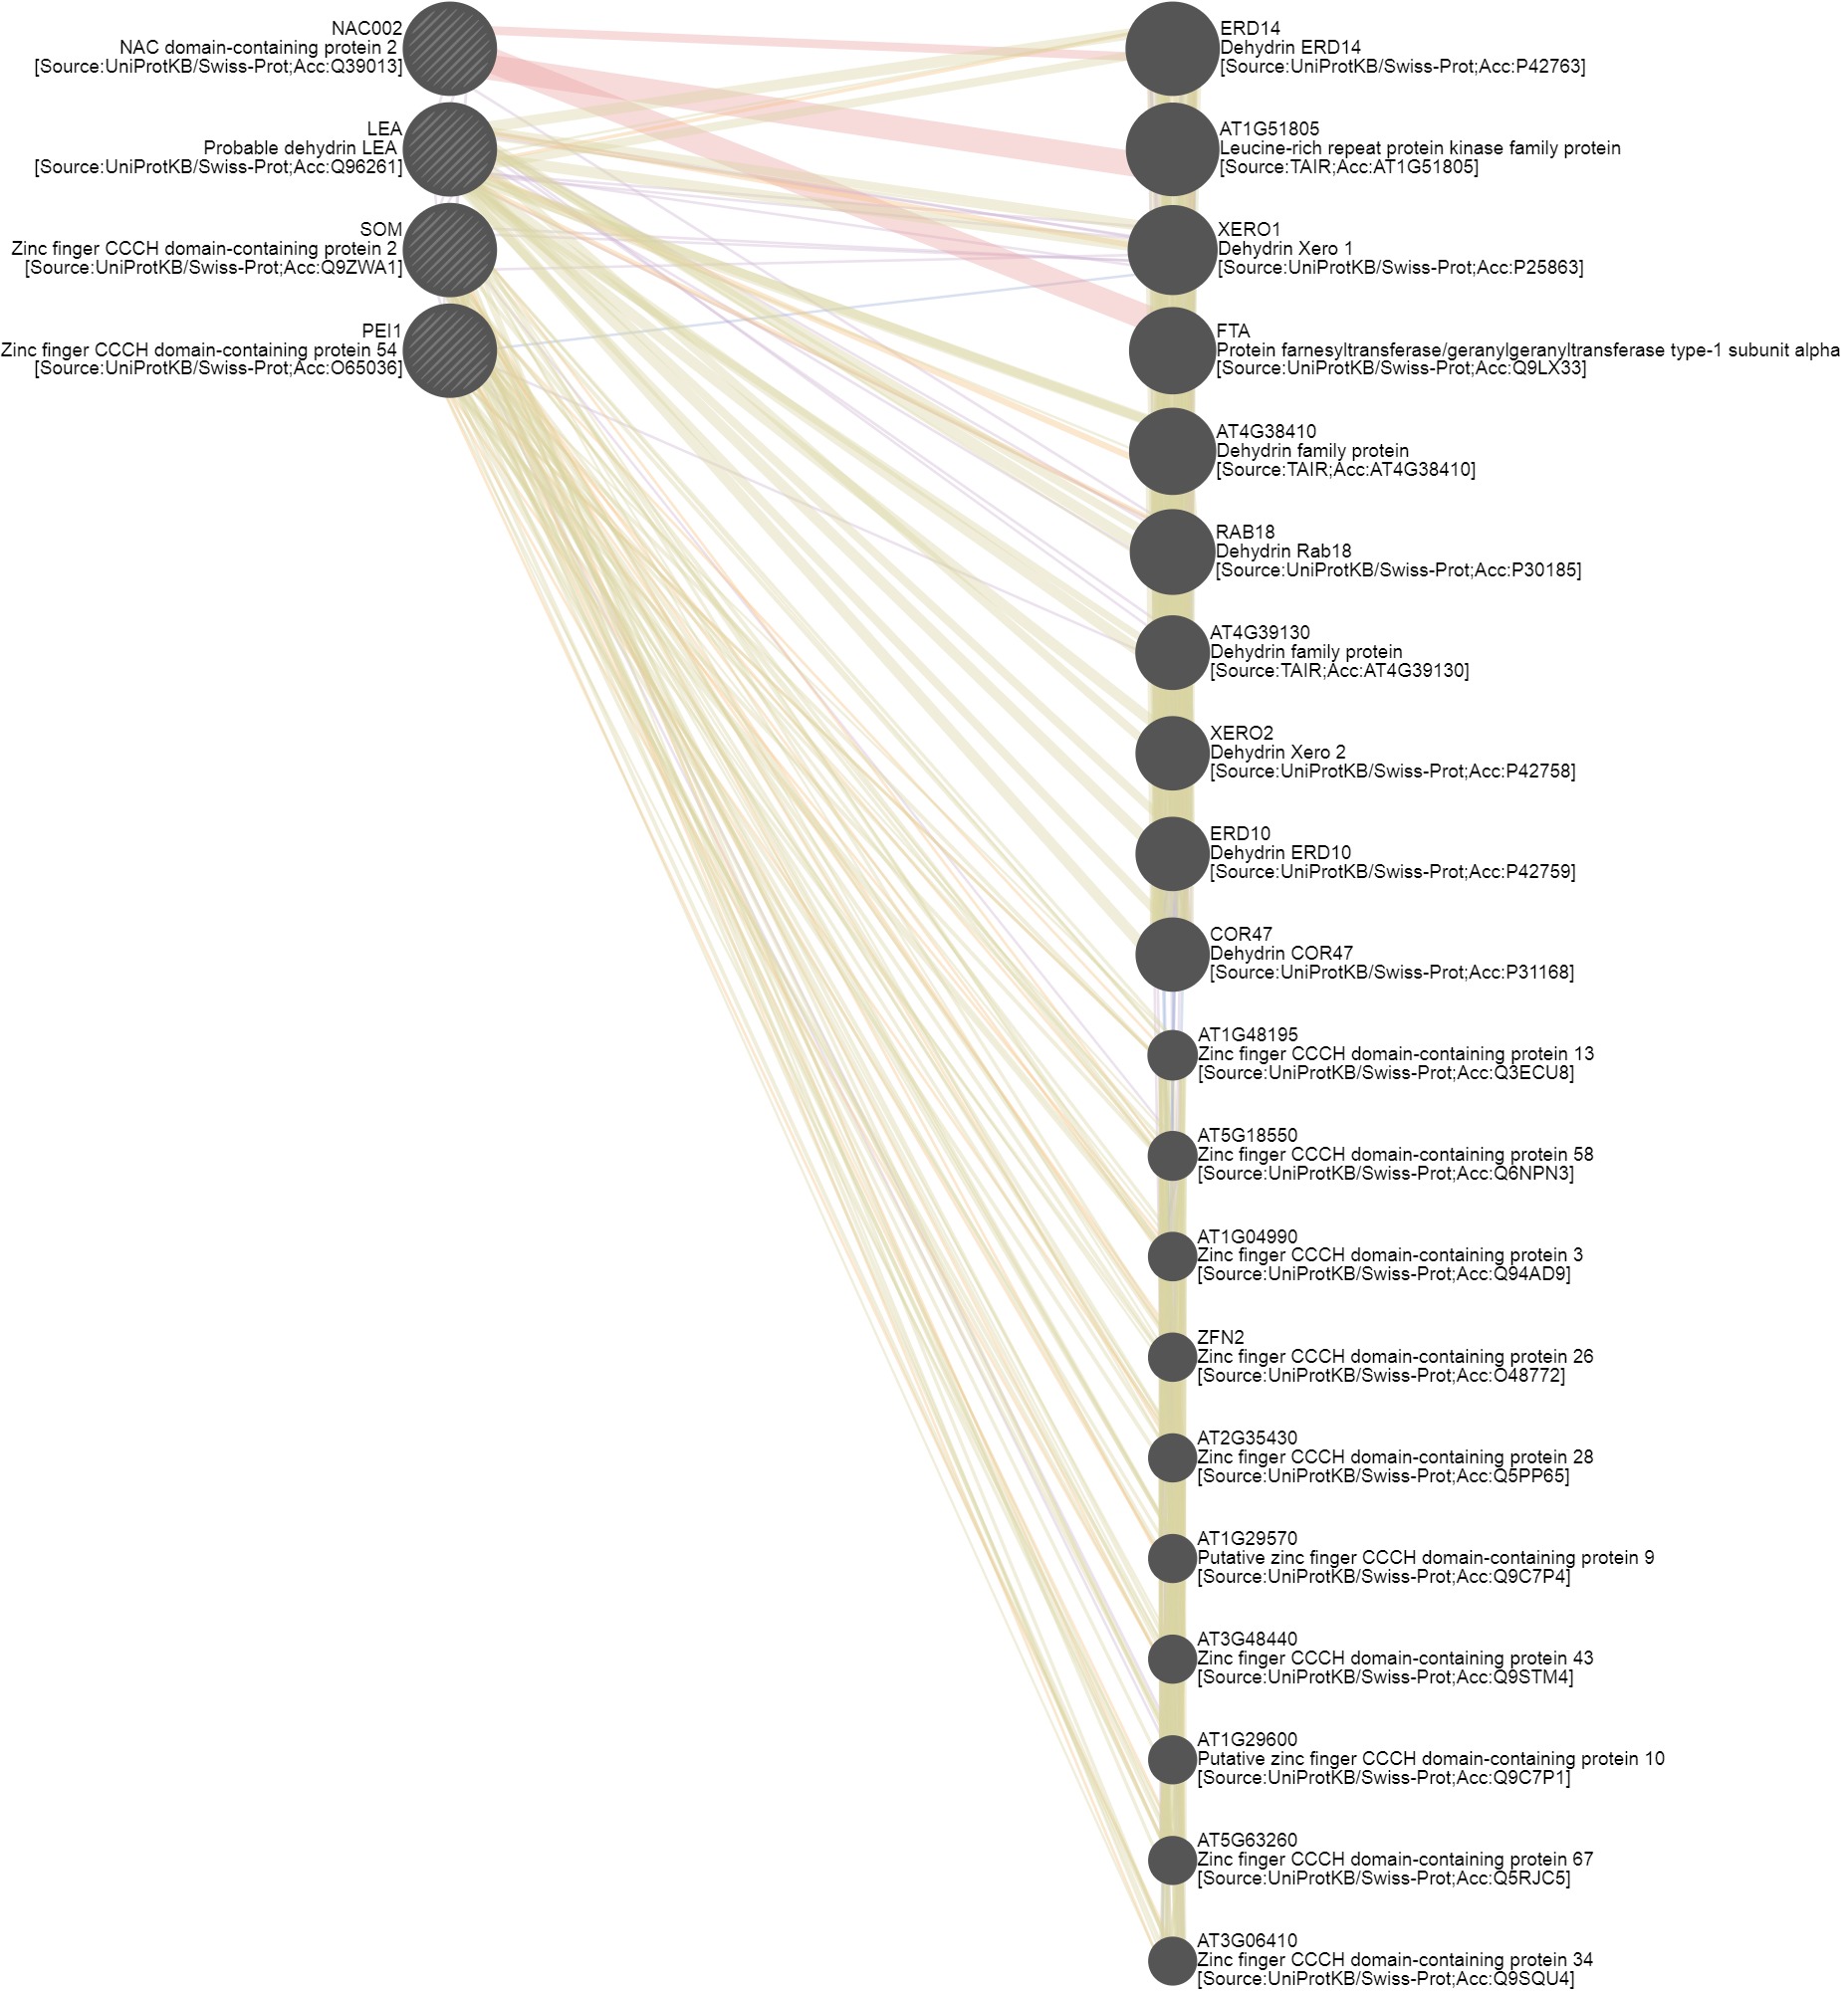 NAC002
NAC domain-containing protein 2
[Source:UniProtKB/Swiss-Prot;Acc:Q39013]
LEA
Probable dehydrin LEA
[Source:UniProtKB/Swiss-Prot;Acc:Q96261]
SOM
Zinc finger CCCH domain-containing protein 2
[Source:UniProtKB/Swiss-Prot;Acc:Q9ZWA1]
PEI1
Zinc finger CCCH domain-containing protein 54
[Source:UniProtKB/Swiss-Prot;Acc:O65036]
ERD14
Dehydrin ERD14
[Source:UniProtKB/Swiss-Prot;Acc:P42763]
AT1G51805
Leucine-rich repeat protein kinase family protein
[Source:TAIR;Acc:AT1G51805]
XERO1
Dehydrin Xero 1
[Source:UniProtKB/Swiss-Prot;Acc:P25863]
FTA
Protein farnesyltransferase/geranylgeranyltransferase type-1 subunit alpha
[Source:UniProtKB/Swiss-Prot;Acc:Q9LX33]
AT4G38410
Dehydrin family protein
[Source:TAIR;Acc:AT4G38410]
RAB18
Dehydrin Rab18
[Source:UniProtKB/Swiss-Prot;Acc:P30185]
AT4G39130
Dehydrin family protein
[Source:TAIR;Acc:AT4G39130]
XERO2
Dehydrin Xero 2
[Source:UniProtKB/Swiss-Prot;Acc:P42758]
ERD10
Dehydrin ERD10
[Source:UniProtKB/Swiss-Prot;Acc:P42759]
COR47
Dehydrin COR47
[Source:UniProtKB/Swiss-Prot;Acc:P31168]
AT1G48195
Zinc finger CCCH domain-containing protein 13
[Source:UniProtKB/Swiss-Prot;Acc:Q3ECU8]
AT5G18550
Zinc finger CCCH domain-containing protein 58
[Source:UniProtKB/Swiss-Prot;Acc:Q6NPN3]
AT1G04990
Zinc finger CCCH domain-containing protein 3
[Source:UniProtKB/Swiss-Prot;Acc:Q94AD9]
ZFN2
Zinc finger CCCH domain-containing protein 26
[Source:UniProtKB/Swiss-Prot;Acc:O48772]
AT2G35430
Zinc finger CCCH domain-containing protein 28
[Source:UniProtKB/Swiss-Prot;Acc:Q5PP65]
AT1G29570
Putative zinc finger CCCH domain-containing protein 9
[Source:UniProtKB/Swiss-Prot;Acc:Q9C7P4]
AT3G48440
Zinc finger CCCH domain-containing protein 43
[Source:UniProtKB/Swiss-Prot;Acc:Q9STM4]
AT1G29600
Putative zinc finger CCCH domain-containing protein 10
[Source:UniProtKB/Swiss-Prot;Acc:Q9C7P1]
AT5G63260
Zinc finger CCCH domain-containing protein 67
[Source:UniProtKB/Swiss-Prot;Acc:Q5RJC5]
AT3G06410
Zinc finger CCCH domain-containing protein 34
[Source:UniProtKB/Swiss-Prot;Acc:Q9SQU4]